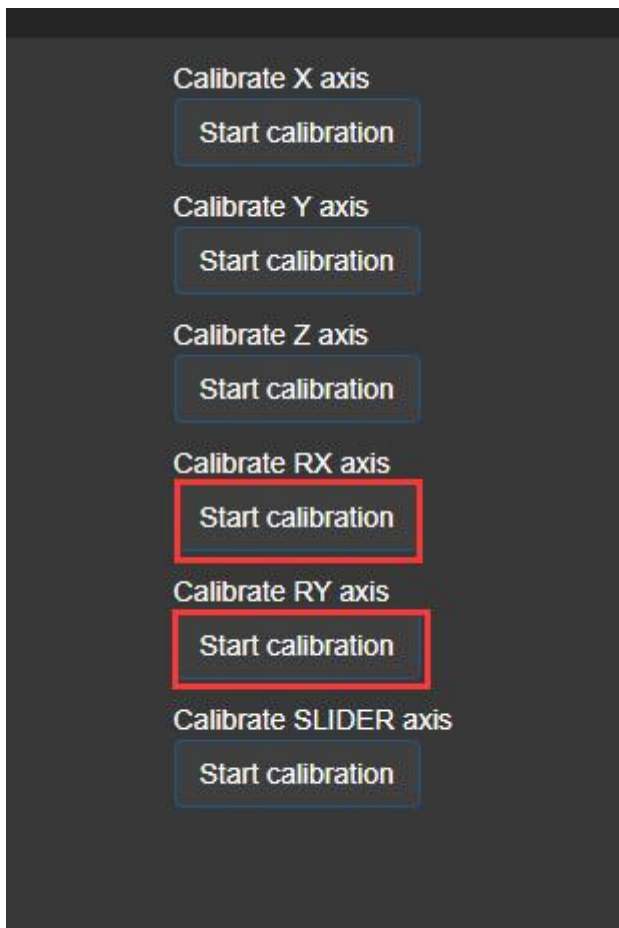 Calibrate X axis
Start calibration
Calibrate Y axis
Start calibration
Calibrate Z axis
Start calibration
Calibrate RX axis
Start calibration
Calibrate RY axis
Start calibration
Calibrate SLIDER axis
Start calibration